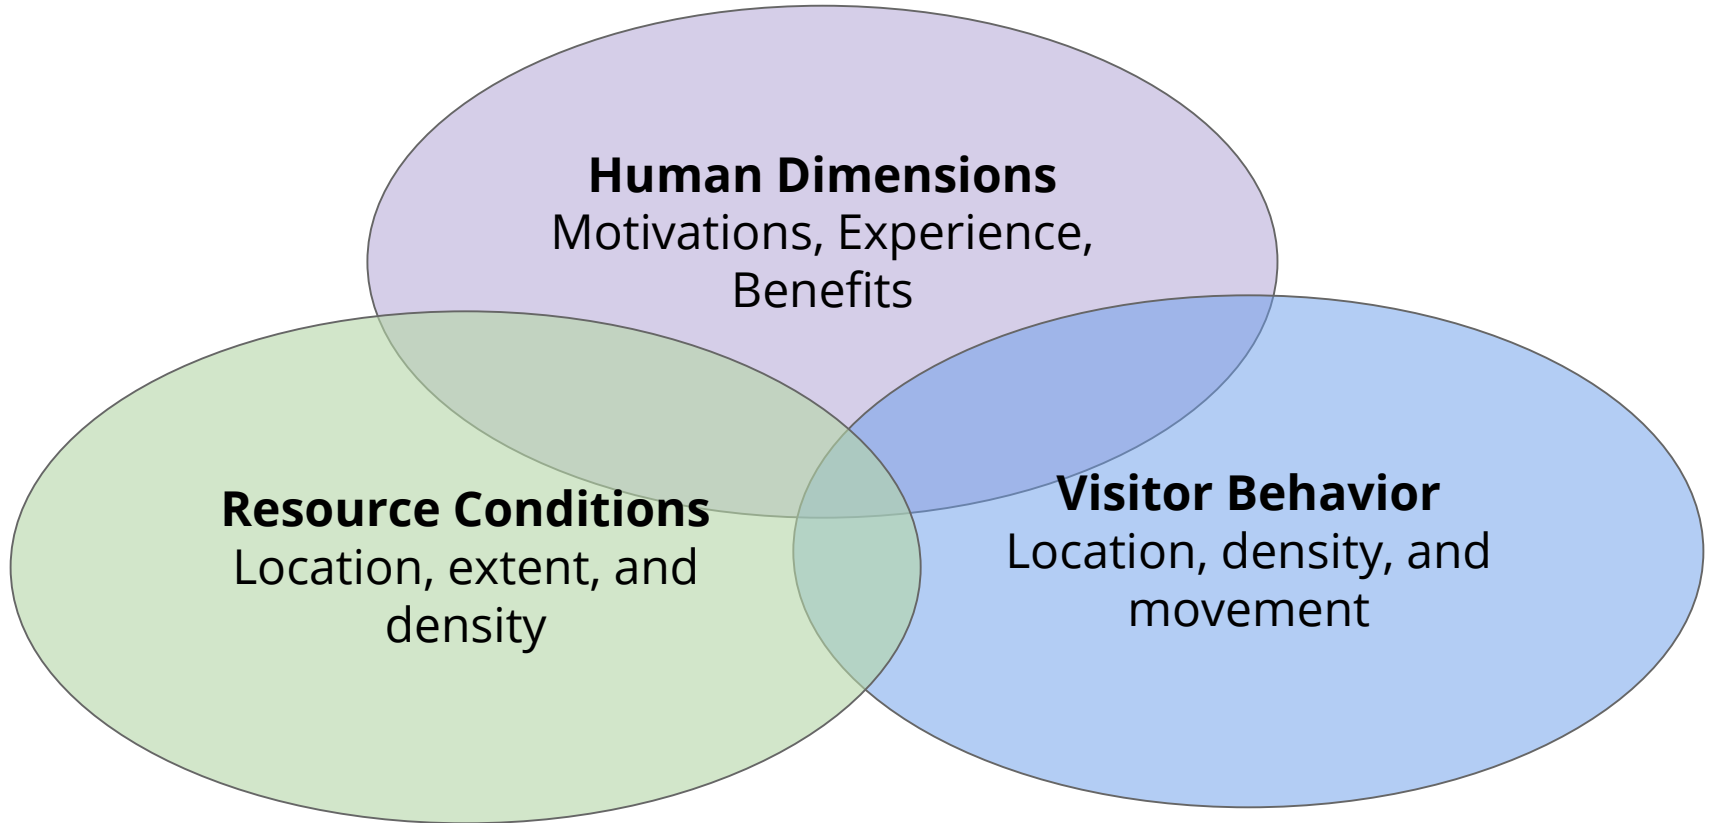 Human Dimensions
Motivations, Experience,
Benefits
Resource Conditions
Location, extent, and
density
Visitor Behavior
Location, density, and
movement